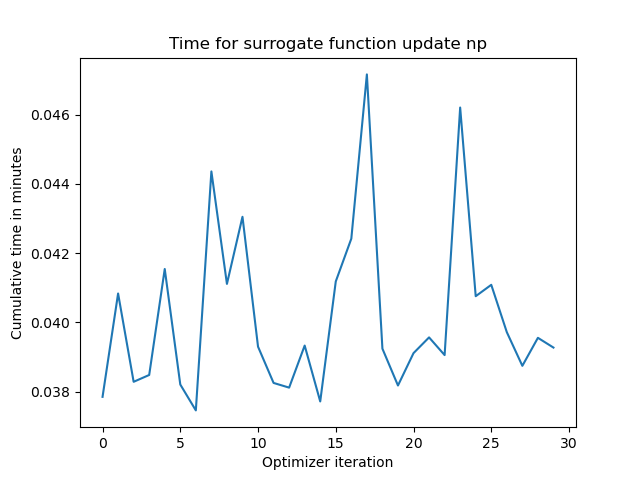 Time for surrogate function update np
Cumulative time in minutes
0.046
0.044
0.042
0.040
0.038
0 5 10 15 20 25 30
Optimizer iteration